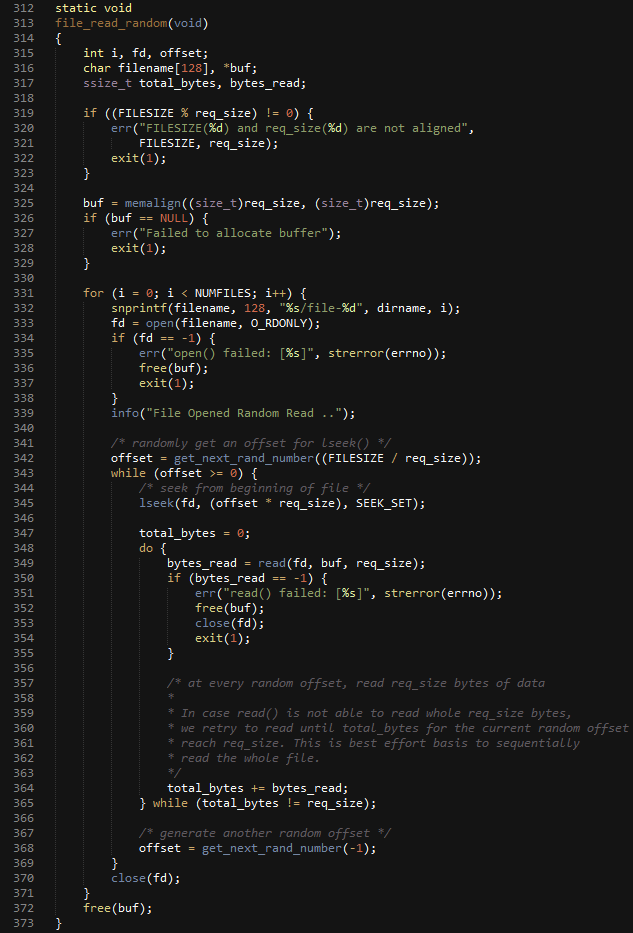 312 static void
313 file_read_random(void)
314 {
315     int i, fd, offset;
316     char filename[128], *buf;
317     ssize_t total_bytes, bytes_read;
318
319     if ((FILESIZE % req_size) != 0) {
320         err("FILESIZE(%d) and req_size(%d) are not aligned",
321             FILESIZE, req_size);
322         exit(1);
323     }
324
325     buf = memalign((size_t)req_size, (size_t)req_size);
326     if (buf == NULL) {
327         err("Failed to allocate buffer");
328         exit(1);
329     }
330
331     for (i = 0; i < NUMFILES; i++) {
332         snprintf(filename, 128, "%s/file-%d", dirname, i);
333         fd = open(filename, O_RDONLY);
334         if (fd == -1) {
335             err("open() failed: [%s]", strerror(errno));
336             free(buf);
337             exit(1);
338         }
339         info("File Opened Random Read ..");
340
341         /* randomly get an offset for lseek() */
342         offset = get_next_rand_number((FILESIZE / req_size));
343         while (offset >= 0) {
344             /* seek from beginning of file */
345             lseek(fd, (offset * req_size), SEEK_SET);
346
347             total_bytes = 0;
348             do {
349                 bytes_read = read(fd, buf, req_size);
350                 if (bytes_read == -1) {
351                     err("read() failed: [%s]", strerror(errno));
352                     free(buf);
353                     close(fd);
354                     exit(1);
355                 }
356
357                 /* at every random offset, read req_size bytes of data
358                  *
359                  * In case read() is not able to read whole req_size bytes,
360                  * we retry to read until total_bytes for the current random offset
361                  * reach req_size. This is best effort basis to sequentially
362                  * read the whole file.
363                  */
364                 total_bytes += bytes_read;
365             } while (total_bytes != req_size);
366
367             /* generate another random offset */
368             offset = get_next_rand_number(-1);
369         }
370         close(fd);
371     }
372     free(buf);
373 }